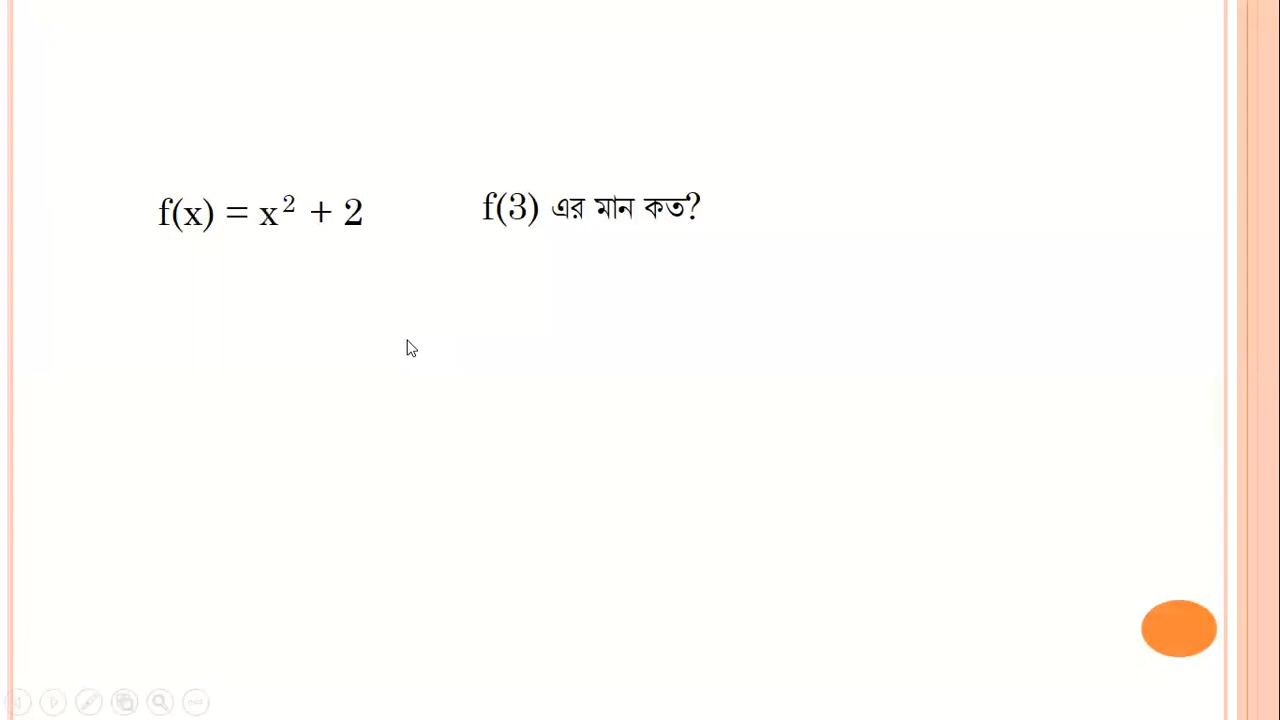 f(x) = x² + 2 f(3) এর মান কত?